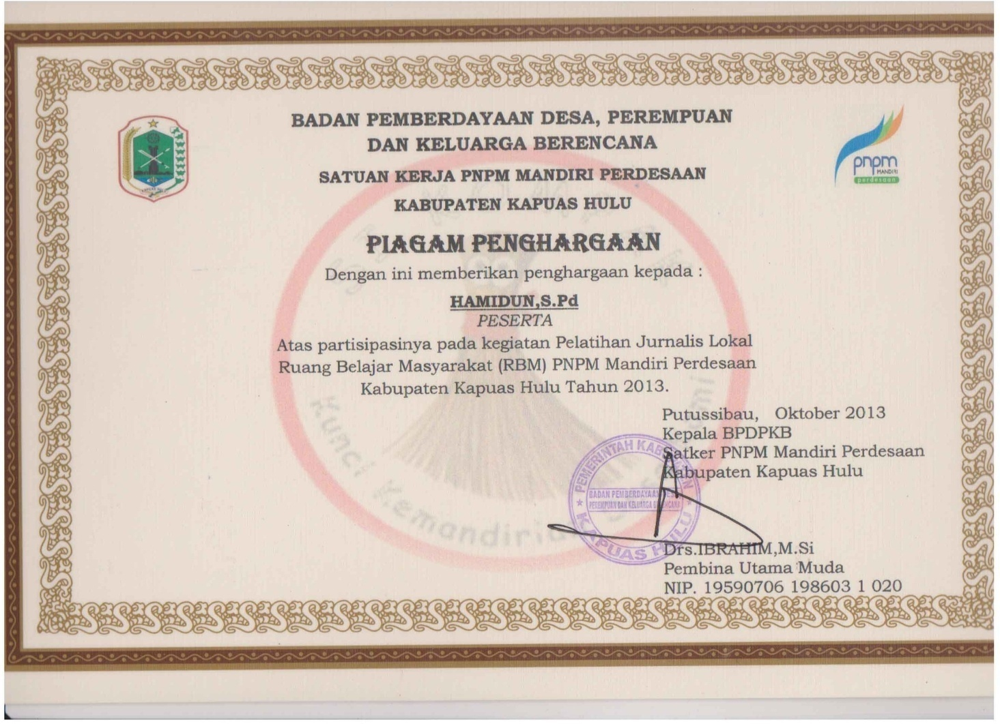 BADAN PEMBERDAYAAN DESA, PEREMPUAN
DAN KELUARGA BERENCANA
SATUAN KERJA PNPM MANDIRI PERDESAAN
KABUPATEN KAPUAS HULU
pnpm
MANDIRI
perdesaan
PIAGAM PENGHARGAAN
Dengan ini memberikan penghargaan kepada :
HAMIDUN,S.Pd
PESERTA
Atas partisipasinya pada kegiatan Pelatihan Jurnalis Lokal
Ruang Belajar Masyarakat (RBM) PNPM Mandiri Perdesaan
Kabupaten Kapuas Hulu Tahun 2013.
Putussibau, Oktober 2013
Kepala BPDPKB
Satker PNPM Mandiri Perdesaan
Kabupaten Kapuas Hulu
PEMERINTAH KABUPATEN
BADAN PEMBERDAYAAN DESA
PEREMPUAN DAN KELUARGA BERENCANA
KAPUAS HULU
Drs.IBRAHIM,M.Si
Pembina Utama Muda
NIP. 19590706 198603 1 020
Kunci Kemandirian